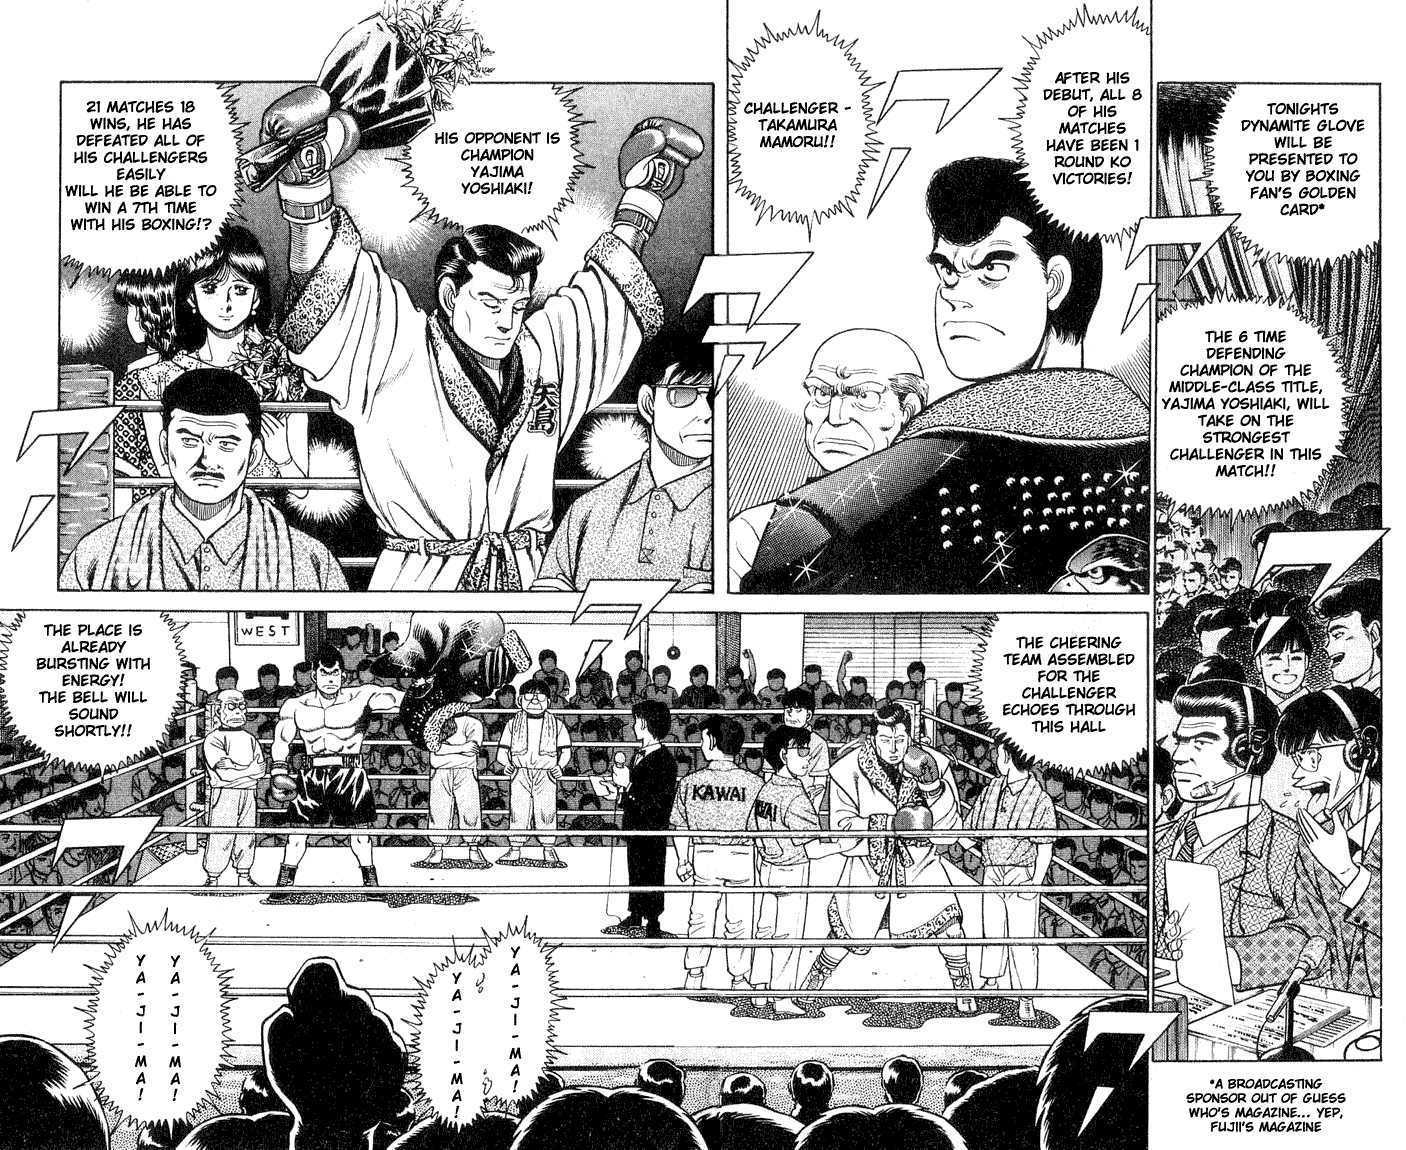 TONIGHTS
DYNAMITE GLOVE
WILL BE
PRESENTED TO
YOU BY BOXING
FAN'S GOLDEN
CARD*
THE 6 TIME
DEFENDING
CHAMPION OF THE
MIDDLE-CLASS TITLE,
YAJIMA YOSHIAKI, WILL
TAKE ON THE
STRONGEST
CHALLENGER IN THIS
MATCH!!
*A BROADCASTING
SPONSOR OUT OF GUESS
WHO'S MAGAZINE... YEP,
FUJII'S MAGAZINE
AFTER HIS
DEBUT, ALL 8
OF HIS
MATCHES
HAVE BEEN 1
ROUND KO
VICTORIES!
CHALLENGER -
TAKAMURA
MAMORU!!
HIS OPPONENT IS
CHAMPION
YAJIMA
YOSHIAKI!
21 MATCHES 18
WINS, HE HAS
DEFEATED ALL OF
HIS CHALLENGERS
EASILY
WILL HE BE ABLE TO
WIN A 7TH TIME
WITH HIS BOXING!?
矢島
THE CHEERING
TEAM ASSEMBLED
FOR THE
CHALLENGER
ECHOES THROUGH
THIS HALL
WEST
KAWAI
WAI
THE PLACE IS
ALREADY
BURSTING WITH
ENERGY!
THE BELL WILL
SOUND
SHORTLY!!
YA-JI-MA!
YA-JI-MA!
YA-JI-MA!
YA-JI-MA!